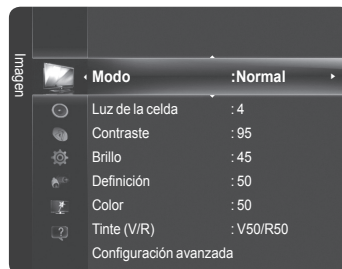 Imagen
Modo :Normal
Luz de la celda : 4
Contraste : 95
Brillo : 45
Definición : 50
Color : 50
Tinte (V/R) : V50/R50
Configuración avanzada